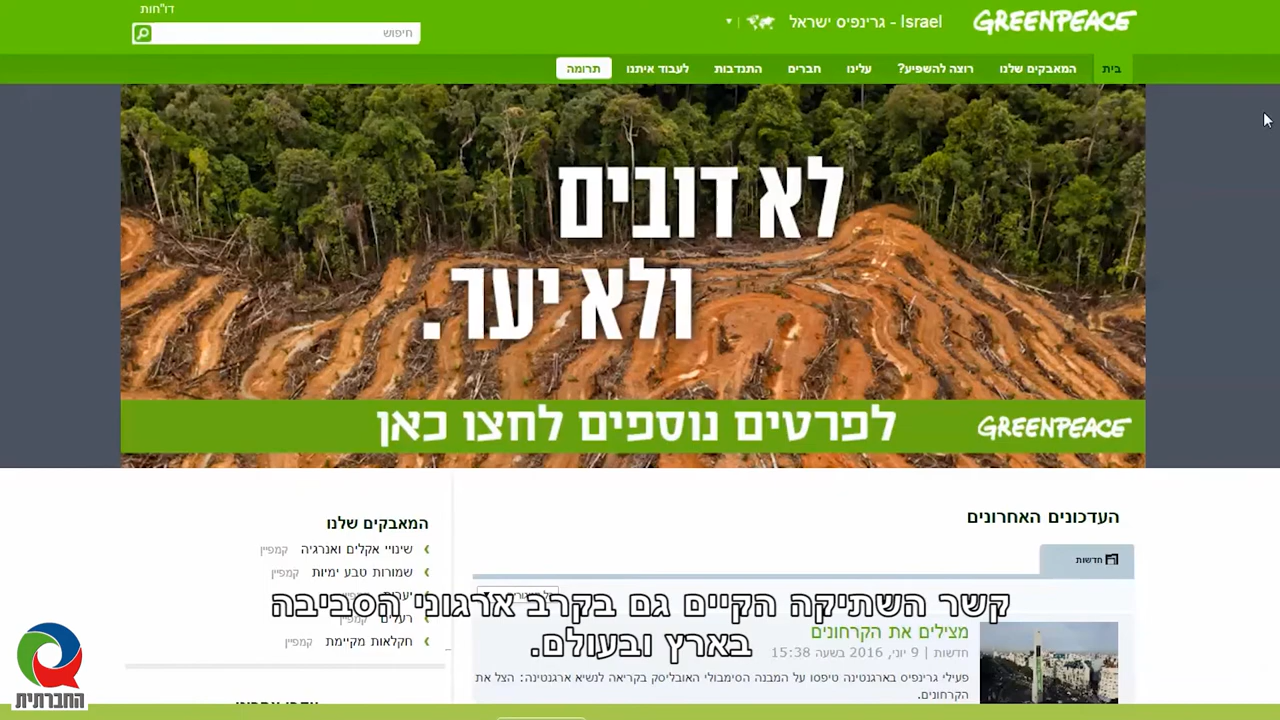 דו"חות
חיפוש
Israel - גרינפיס ישראל
GREENPEACE
בית
המאבקים שלנו
רוצה להשפיע?
עלינו
חברים
התנדבות
לעבוד איתנו
תרומה
לא דובים
ולא יער.
לפרטים נוספים לחצו כאן
GREENPEACE
העדכונים האחרונים
חדשות
מצילים את הקרחונים
חדשות | 9 יוני, 2016 בשעה 15:38
פעילי גרינפיס בארגנטינה טיפסו על המבנה הסימבולי האובליסק בקריאה לנשיא ארגנטינה: הצל את
הקרחונים.
המאבקים שלנו
שינויי אקלים ואנרגיה קמפיין
שמורות טבע ימיות קמפיין
יערות
רעלים קמפיין
חקלאות מקיימת קמפיין
קשר השתיקה הקיים גם בקרב ארגוני הסביבה
בארץ ובעולם.
החברתית